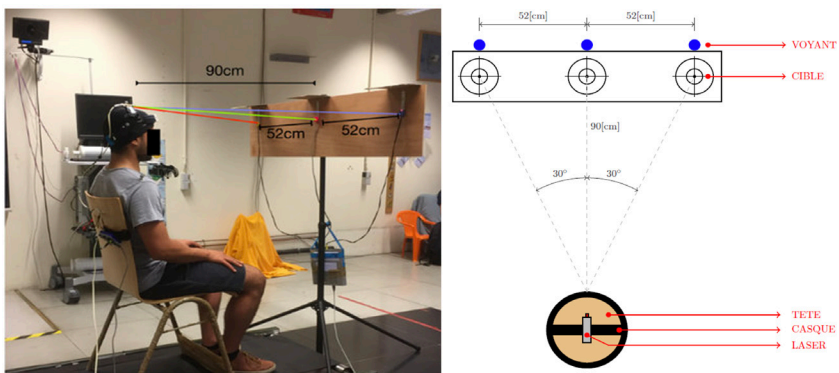 90cm
52cm
52cm
52[cm]
52[cm]
VOYANT
CIBLE
90[cm]
30°
30°
TETE
CASQUE
LASER